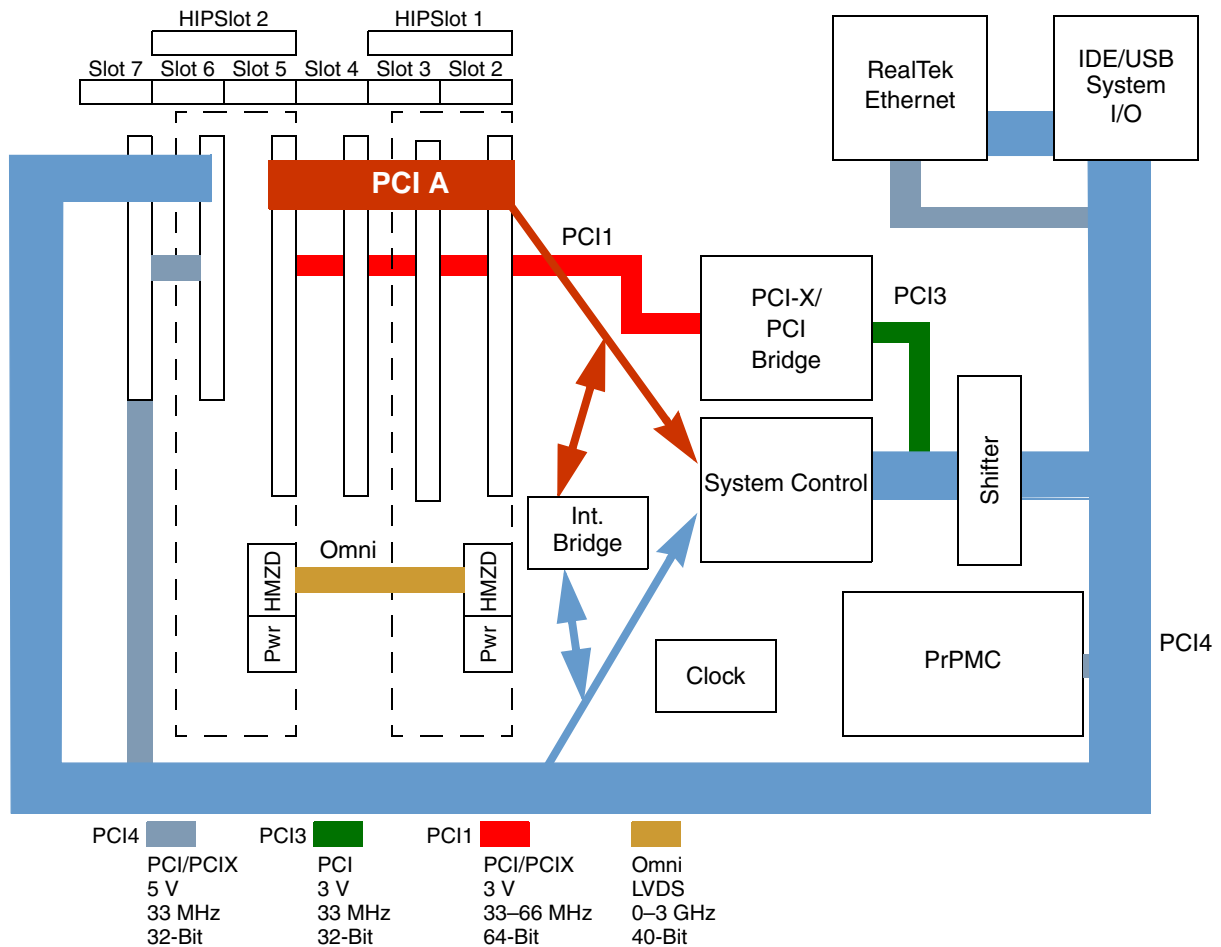 HIPSlot 2
HIPSlot 1
Slot 7
Slot 6
Slot 5
Slot 4
Slot 3
Slot 2
RealTek
Ethernet
IDE/USB
System
I/O
PCI A
PCI1
PCI-X/
PCI
Bridge
PCI3
System Control
Shifter
Int.
Bridge
Omni
HMZD
HMZD
Pwr
Pwr
Clock
PrPMC
PCI4
PCI4
PCI/PCIX
5 V
33 MHz
32-Bit
PCI3
PCI
3 V
33 MHz
32-Bit
PCI1
PCI/PCIX
3 V
33–66 MHz
64-Bit
Omni
LVDS
0–3 GHz
40-Bit